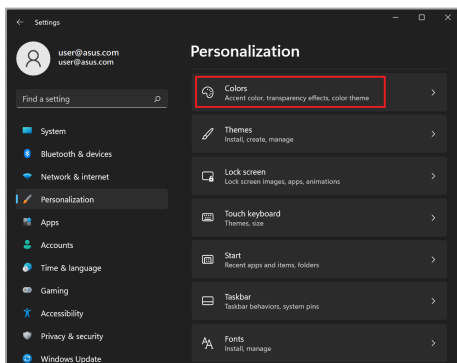 Settings
user@asus.com
user@asus.com
Find a setting
System
Bluetooth & devices
Network & internet
Personalization
Apps
Accounts
Time & language
Gaming
Accessibility
Privacy & security
Windows Update
Personalization
Colors
Accent color, transparency effects, color theme
Themes
Install, create, manage
Lock screen
Lock screen images, apps, animations
Touch keyboard
Themes, size
Start
Recent apps and items, folders
Taskbar
Taskbar behaviors, system pins
Fonts
Install, manage